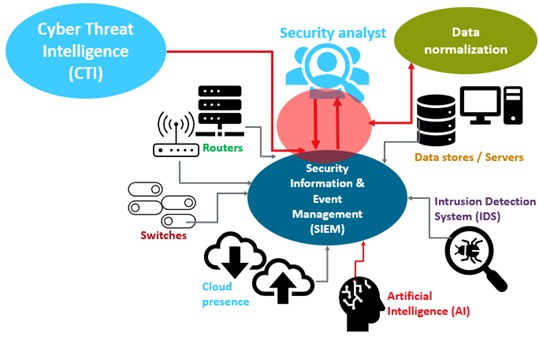 Cyber Threat
Intelligence
(CTI)
Security analyst
Data
normalization
Routers
Data stores / Servers
Security
Information &
Event
Management
(SIEM)
Intrusion Detection
System (IDS)
Switches
Cloud
presence
Artificial
Intelligence (AI)